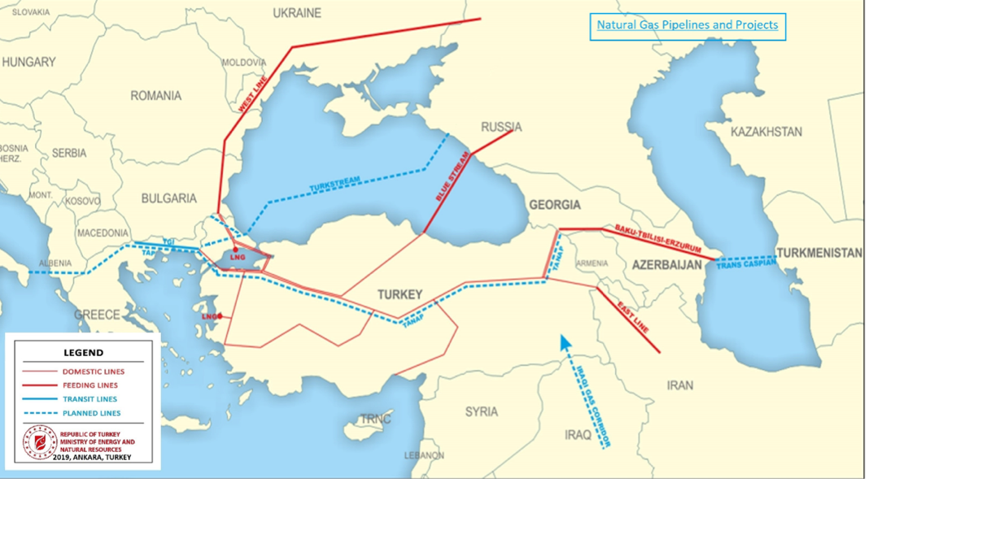 SLOVAKIA
UKRAINE
Natural Gas Pipelines and Projects
HUNGARY
MOLDOVIA
ROMANIA
WEST LINE
RUSSIA
KAZAKHSTAN
BOSNIA
HERZ.
SERBIA
TURKSTREAM
BLUE STREAM
MONT.
KOSOVO
BULGARIA
GEORGIA
MACEDONIA
BAKU-TBILISI-ERZURUM
TGI
TAP
LNG
TANAP
ARMENIA
AZERBAIJAN
TRANS CASPIAN
TURKMENISTAN
ALBENIA
TURKEY
GREECE
LNG
TANAP
EAST LINE
IRAQI GAS CORRIDOR
IRAN
SYRIA
TRNC
IRAQ
LEBANON
LEGEND
DOMESTIC LINES
FEEDING LINES
TRANSIT LINES
PLANNED LINES
REPUBLIC OF TURKEY
MINISTRY OF ENERGY AND
NATURAL RESOURCES
2019, ANKARA, TURKEY